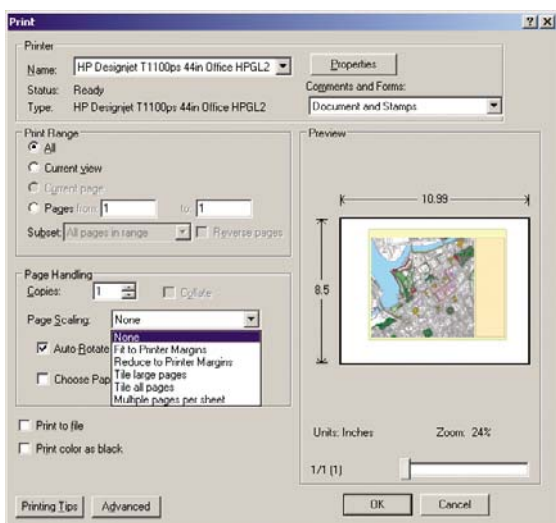 Print
Printer
Name: HP Designjet T1100ps 44in Office HPGL2
Properties
Status: Ready
Comments and Forms:
Type: HP Designjet T1100ps 44in Office HPGL2
Document and Stamps
Print Range
All
Current view
Current page
Pages from: 1 to: 1
Subset: All pages in range
Reverse pages
Page Handling
Copies: 1
Collate
Page Scaling: None
None
Auto Rotate
Fit to Printer Margins
Reduce to Printer Margins
Tile large pages
Choose Pap
Tile all pages
Multiple pages per sheet
Print to file
Print color as black
Preview
10.99
8.5
Units: Inches Zoom: 24%
1/1 (1)
Printing Tips
Advanced
OK
Cancel